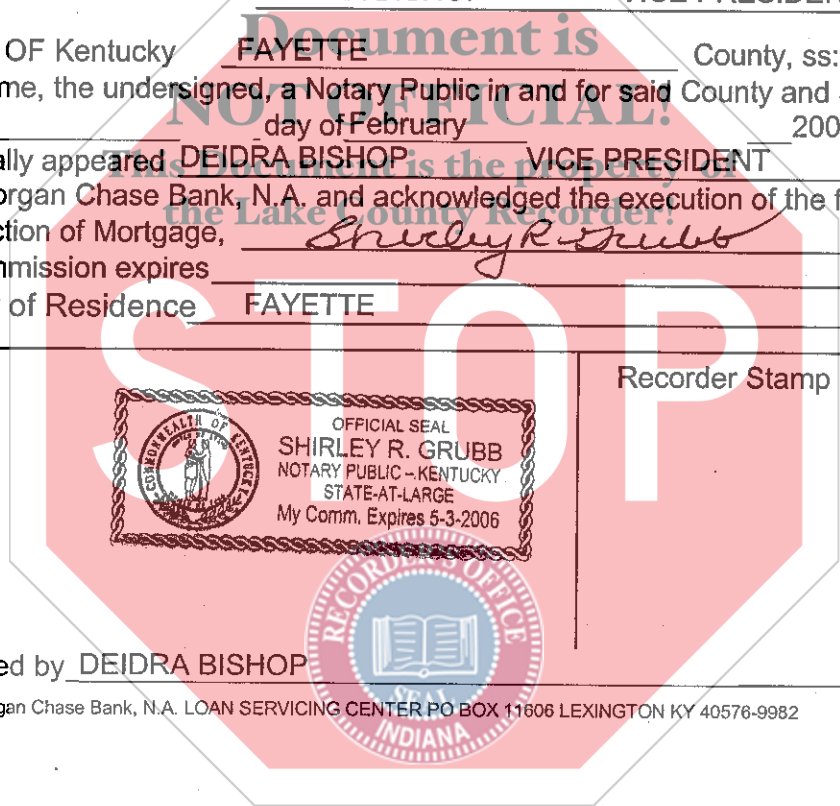 VICE PRESIDEN
OF Kentucky FAYETTE County, ss:
me, the undersigned, a Notary Public in and for said County and
day of February 200
ally appeared DEIDRA BISHOP VICE PRESIDENT
organ Chase Bank, N.A. and acknowledged the execution of the f
ction of Mortgage, Shirley R. Grubb
mmission expires
of Residence FAYETTE
Document is
NOT OFFICIAL!
This Document is the property of
the Lake County Recorder!
STOP
Recorder Stamp
COMMONWEALTH OF KENTUCKY
OFFICIAL SEAL
SHIRLEY R. GRUBB
NOTARY PUBLIC - KENTUCKY
STATE-AT-LARGE
My Comm. Expires 5-3-2006
RECORDER'S OFFICE
SEAL
INDIANA
ed by DEIDRA BISHOP
gan Chase Bank, N.A. LOAN SERVICING CENTER PO BOX 11606 LEXINGTON KY 40576-9982